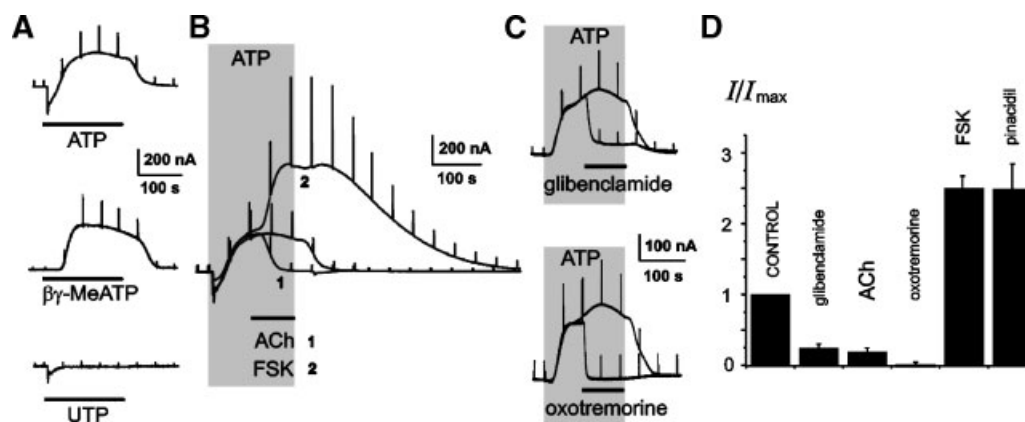 A
ATP
200 nA
100 s
βγ-MeATP
UTP
B
ATP
2
1
200 nA
100 s
ACh 1
FSK 2
C
ATP
glibenclamide
ATP
100 nA
100 s
oxotremorine
D
I/Imax
3
2
1
0
CONTROL
glibenclamide
ACh
oxotremorine
FSK
pinacidil